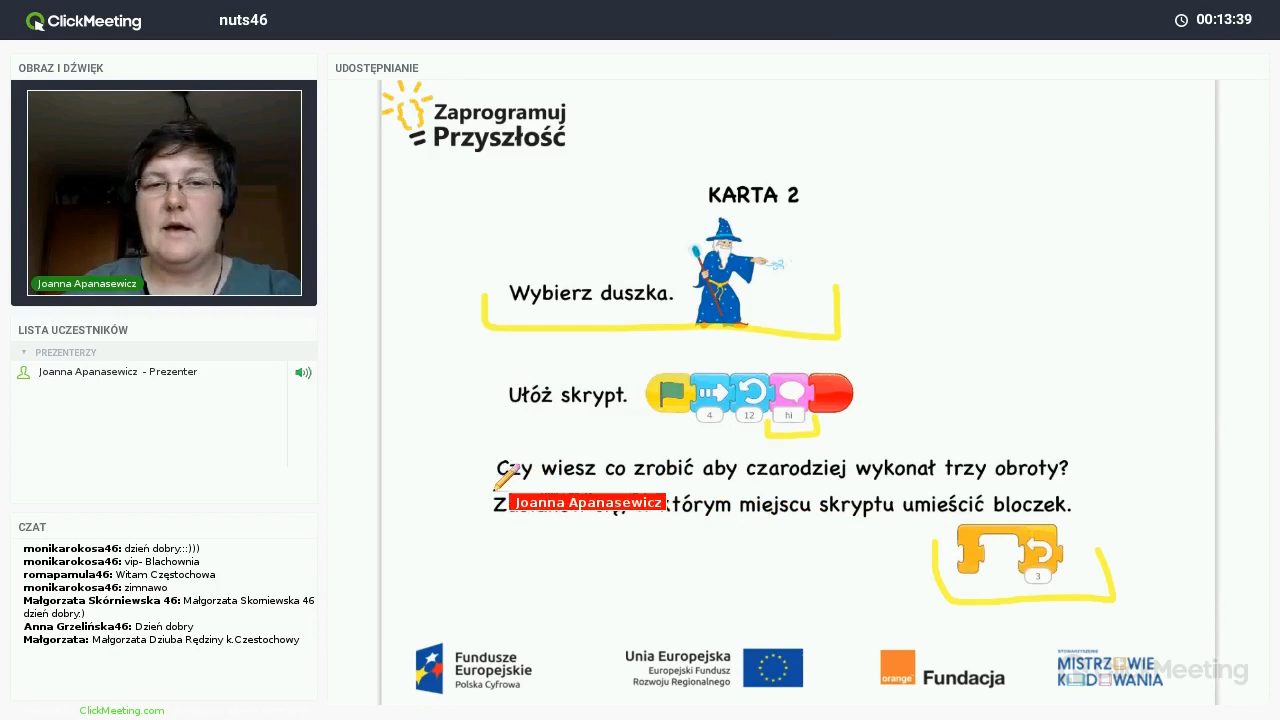 ClickMeeting
nuts46
00:13:39
OBRAZ I DŹWIĘK
Joanna Apanasewicz
LISTA UCZESTNIKÓW
PREZENTERZY
Joanna Apanasewicz - Prezenter
CZAT
monikarokosa46: dzień dobry:::)))
monikarokosa46: vip- Blachownia
romapamula46: Witam Częstochowa
monikarokosa46: zimnawo
Małgorzata Skórniewska 46: Małgorzata Skorniewska 46
dzień dobry:)
Anna Grzelińska46: Dzień dobry
Małgorzata: Małgorzata Dziuba Rędziny k.Czestochowy
ClickMeeting.com
UDOSTĘPNIANIE
Zaprogramuj
Przyszłość
KARTA 2
Wybierz duszka.
Ułóż skrypt.
4 12 hi
Czy wiesz co zrobić aby czarodziej wykonał trzy obroty?
Joanna Apanasewicz
którym miejscu skryptu umieścić bloczek.
3
Fundusze
Europejskie
Polska Cyfrowa
Unia Europejska
Europejski Fundusz
Rozwoju Regionalnego
orange
Fundacja
STOWARZYSZENIE
MISTRZOWIE
KODOWANIA
Meeting